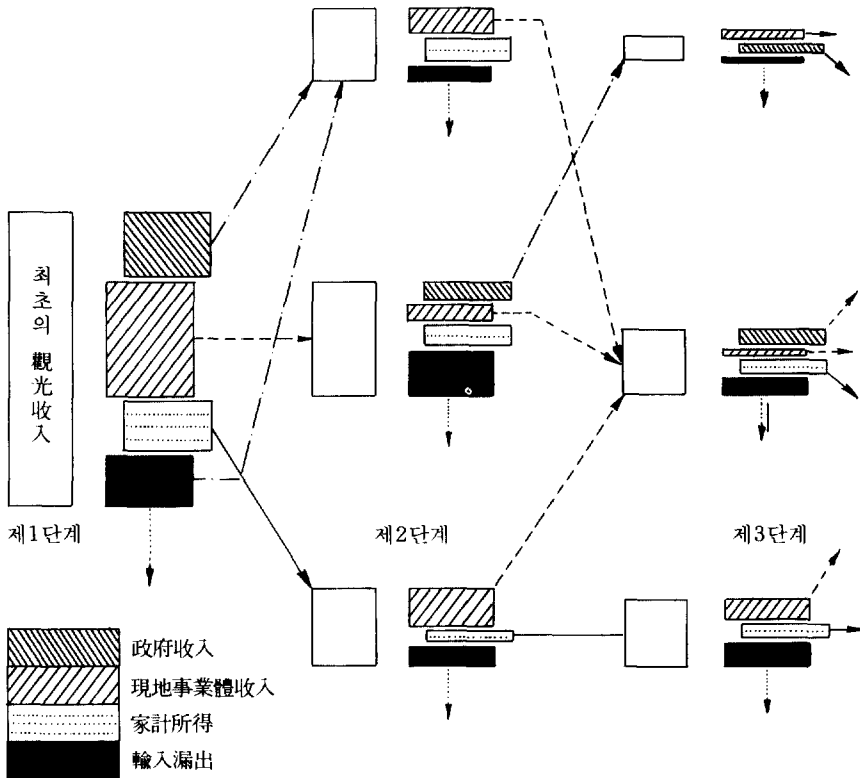 최초의 觀光收入
제1단계
제2단계
제3단계
政府收入
現地事業體收入
家計所得
輸入漏出